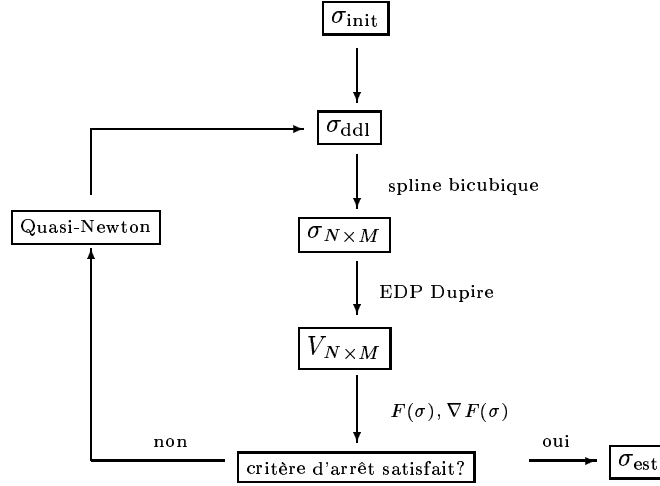 σ_init
σ_ddl
spline bicubique
Quasi-Newton
σ_{N×M}
EDP Dupire
V_{N×M}
F(σ), ∇F(σ)
non
oui
critère d'arrêt satisfait?
σ_est